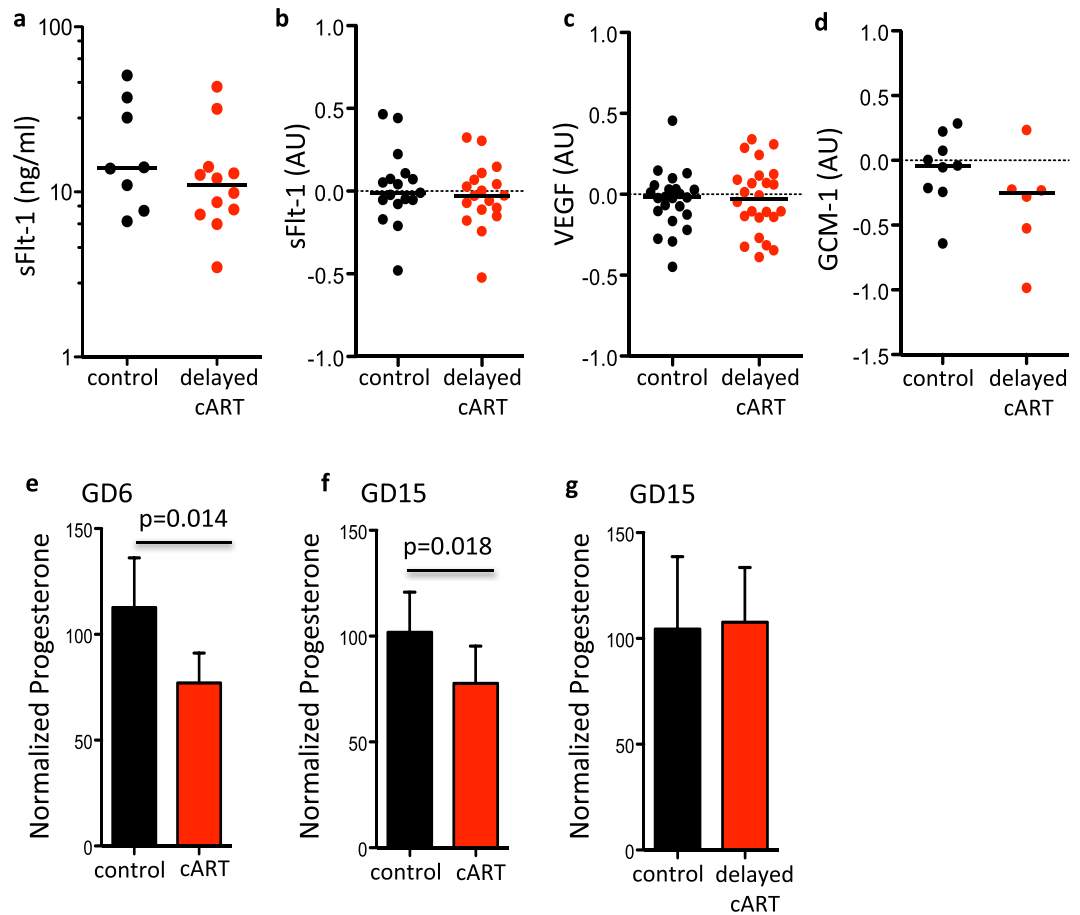 a
sFlt-1 (ng/ml)
100
10
1
control
delayed
cART
b
sFlt-1 (AU)
1.0
0.5
0.0
-0.5
-1.0
control
delayed
cART
c
VEGF (AU)
1.0
0.5
0.0
-0.5
-1.0
control
delayed
cART
d
GCM-1 (AU)
1.0
0.5
0.0
-0.5
-1.0
-1.5
control
delayed
cART
e
GD6
p=0.014
Normalized Progesterone
150
100
50
0
control
cART
f
GD15
p=0.018
Normalized Progesterone
150
100
50
0
control
cART
g
GD15
Normalized Progesterone
150
100
50
0
control
delayed
cART